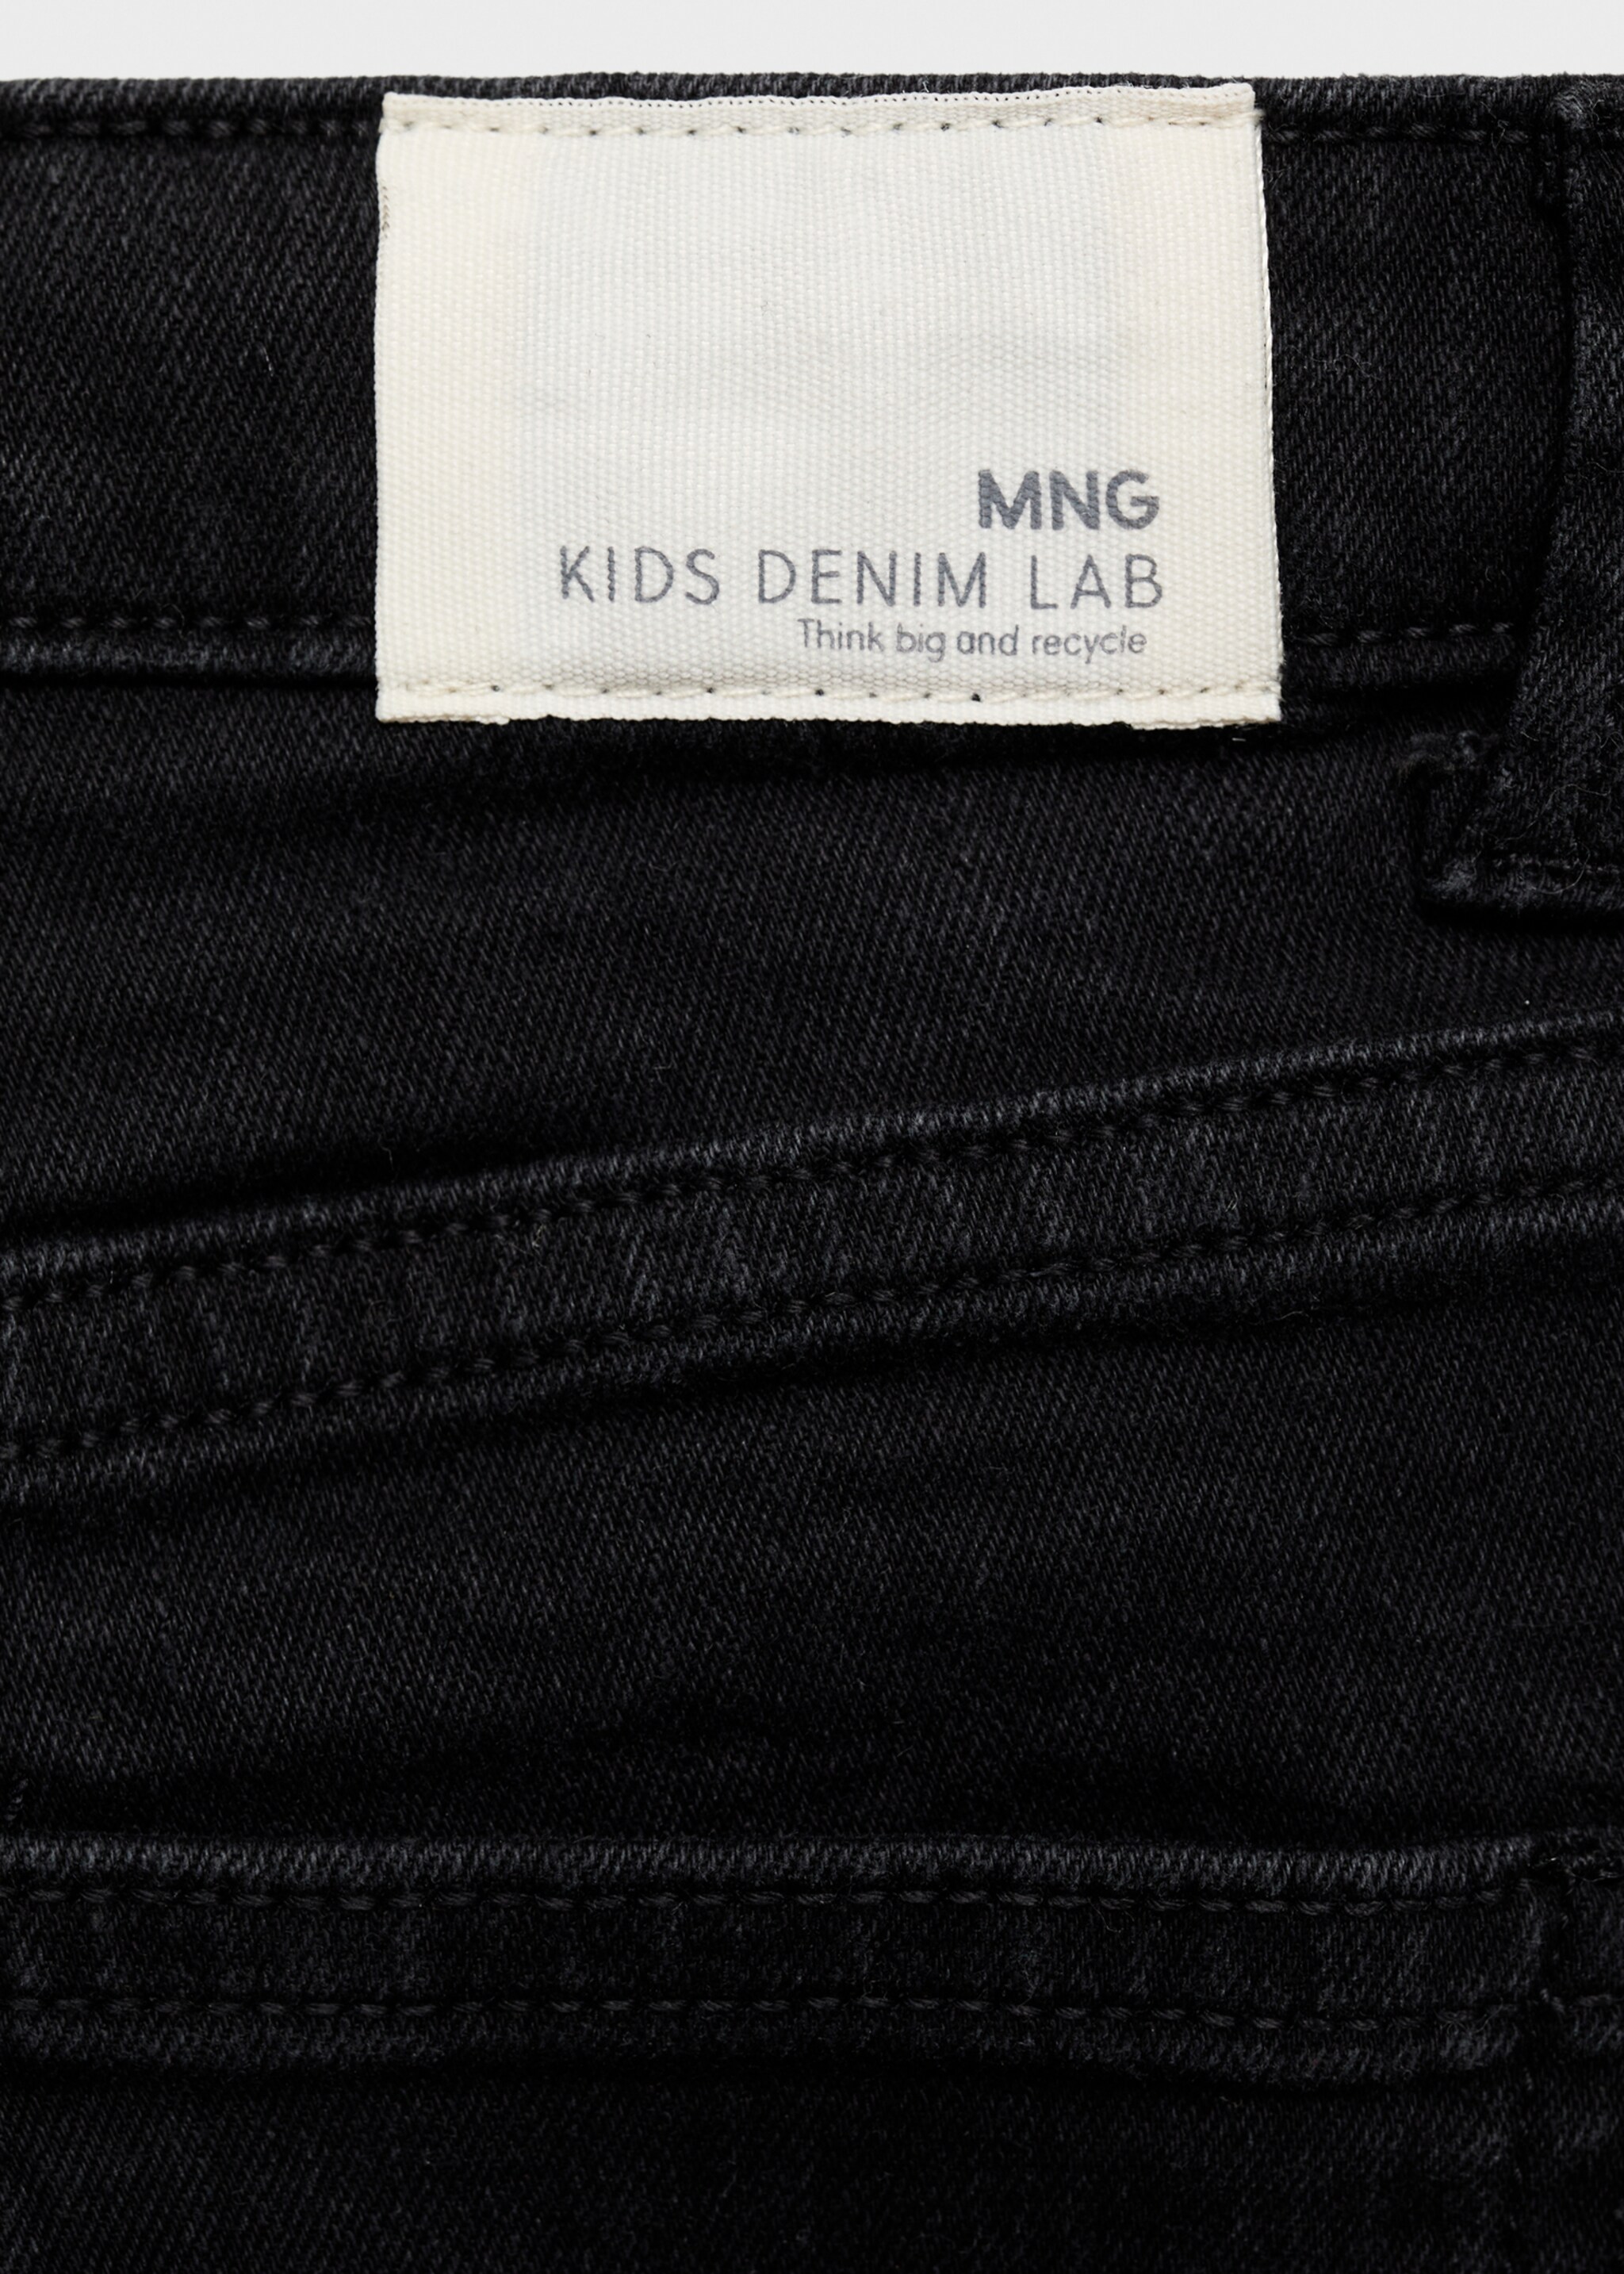 MNG
KIDS DENIM LAB
Think big and recycle